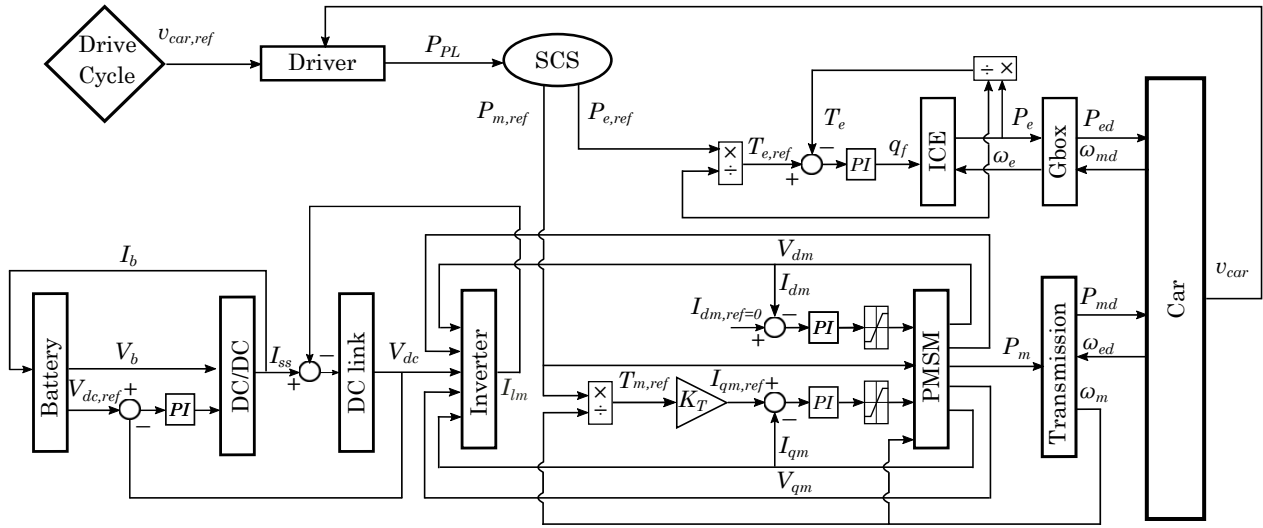 Drive
Cycle
v_{car,ref}
Driver
P_{PL}
SCS
P_{m,ref}
P_{e,ref}
÷ ×
T_e
×
÷
T_{e,ref}
−
+
PI
q_f
ICE
P_e
ω_e
Gbox
P_{ed}
ω_{md}
Car
v_{car}
I_b
Battery
V_b
V_{dc,ref}
+
−
PI
DC/DC
I_{ss}
−
+
DC link
V_{dc}
Inverter
I_{lm}
V_{dm}
I_{dm}
I_{dm,ref=0}
−
+
PI
×
÷
T_{m,ref}
K_T
I_{qm,ref}
+
−
PI
I_{qm}
V_{qm}
PMSM
P_m
Transmission
P_{md}
ω_{ed}
ω_m